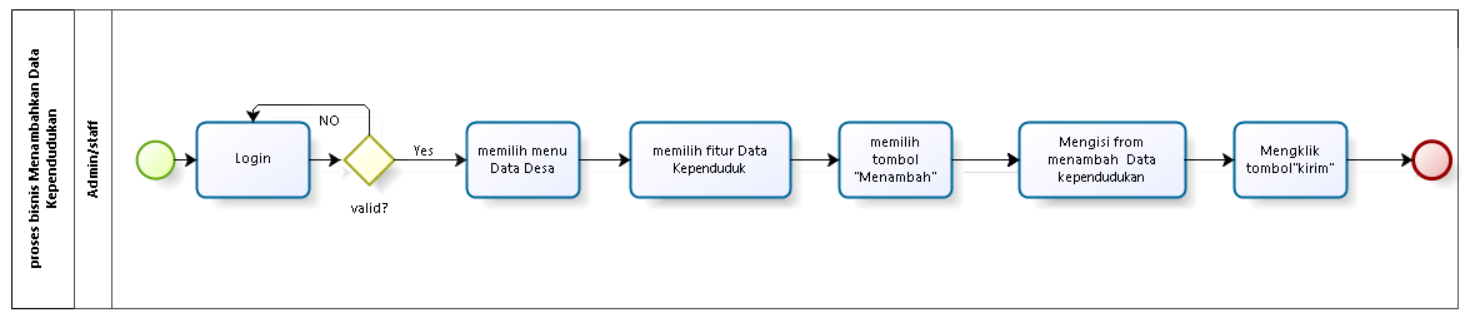 proses bisnis Menambahkan Data
Kependudukan
Admin/staff
Login
NO
valid?
Yes
memilih menu
Data Desa
memilih fitur Data
Kependuduk
memilih
tombol
"Menambah"
Mengisi from
menambah Data
kependudukan
Mengklik
tombol"kirim"